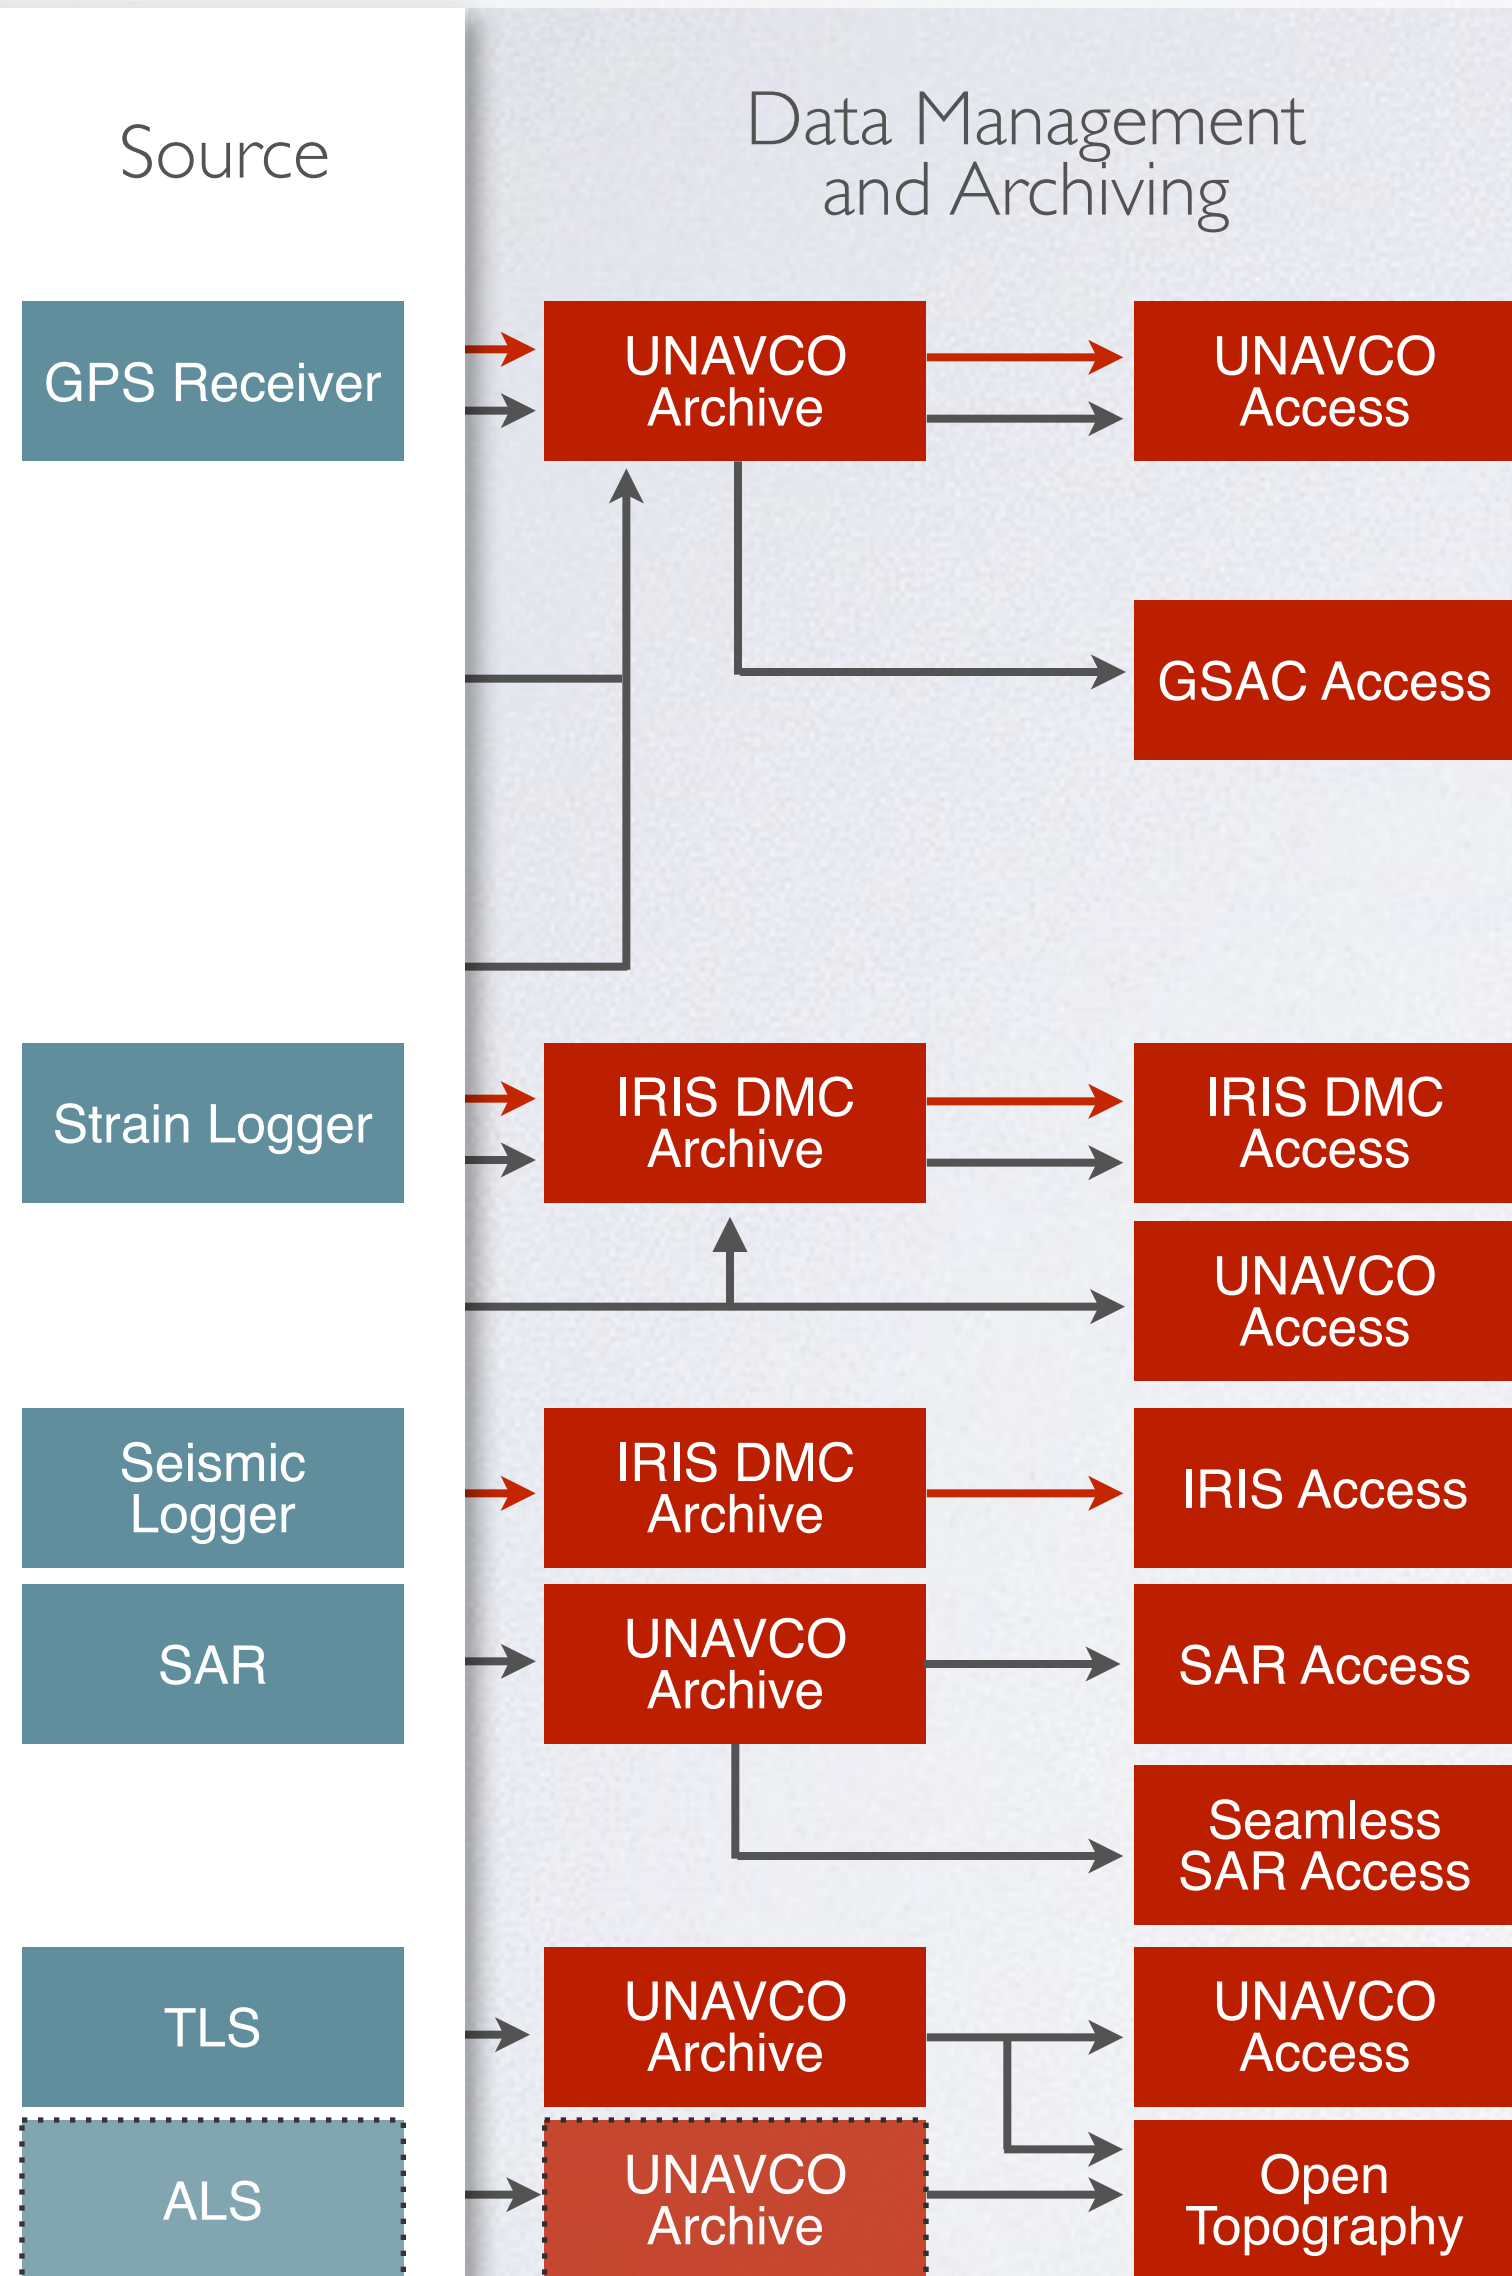 Source
Data Management
and Archiving
GPS Receiver
UNAVCO
Archive
UNAVCO
Access
GSAC Access
Strain Logger
IRIS DMC
Archive
IRIS DMC
Access
UNAVCO
Access
Seismic
Logger
IRIS DMC
Archive
IRIS Access
SAR
UNAVCO
Archive
SAR Access
Seamless
SAR Access
TLS
UNAVCO
Archive
UNAVCO
Access
ALS
UNAVCO
Archive
Open
Topography